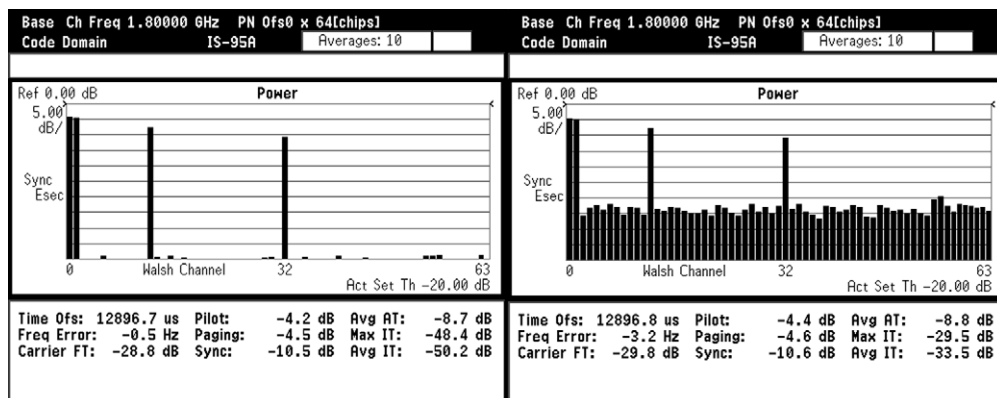 Base Ch Freq 1.80000 GHz PN Ofs0 x 64[chips]
Code Domain IS-95A Averages: 10
Ref 0.00 dB Power
5.00
dB/
Sync
Esec
0 Walsh Channel 32 63
Act Set Th -20.00 dB
Time Ofs: 12896.7 us Pilot: -4.2 dB Avg AT: -8.7 dB
Freq Error: -0.5 Hz Paging: -4.5 dB Max IT: -48.4 dB
Carrier FT: -28.8 dB Sync: -10.5 dB Avg IT: -50.2 dB
Base Ch Freq 1.80000 GHz PN Ofs0 x 64[chips]
Code Domain IS-95A Averages: 10
Ref 0.00 dB Power
5.00
dB/
Sync
Esec
0 Walsh Channel 32 63
Act Set Th -20.00 dB
Time Ofs: 12896.8 us Pilot: -4.4 dB Avg AT: -8.8 dB
Freq Error: -3.2 Hz Paging: -4.6 dB Max IT: -29.5 dB
Carrier FT: -29.8 dB Sync: -10.6 dB Avg IT: -33.5 dB